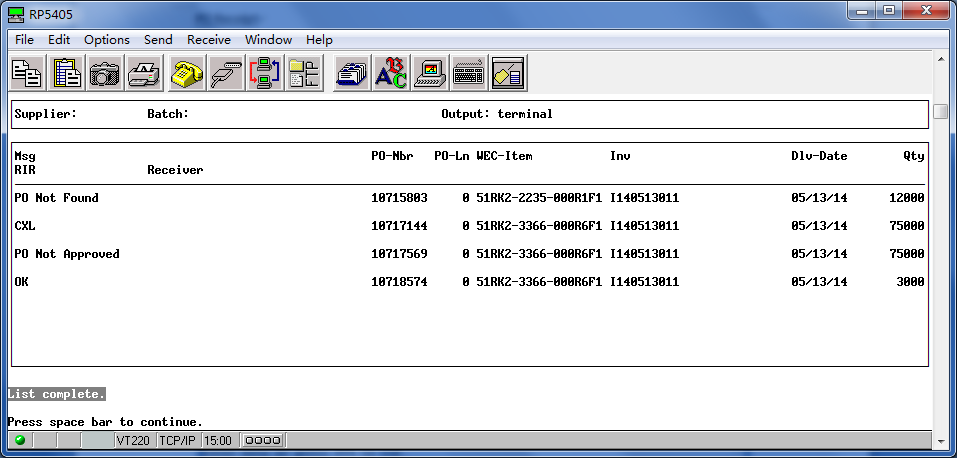 RP5405
File Edit Options Send Receive Window Help
Supplier: Batch: Output: terminal
Msg PO-Nbr PO-Ln WEC-Item Inv Dlv-Date Qty
RIR Receiver
PO Not Found 10715803 0 51RK2-2235-000R1F1 I140513011 05/13/14 12000
CXL 10717144 0 51RK2-3366-000R6F1 I140513011 05/13/14 75000
PO Not Approved 10717569 0 51RK2-3366-000R6F1 I140513011 05/13/14 75000
OK 10718574 0 51RK2-3366-000R6F1 I140513011 05/13/14 3000
List complete.
Press space bar to continue.
VT220 TCP/IP 15:00